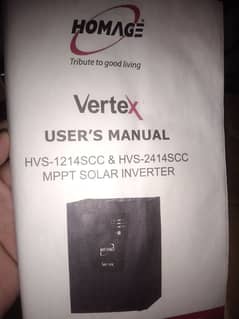 HOMAGE
Tribute to good living
Vertex
USER'S MANUAL
HVS-1214SCC & HVS-2414SCC
MPPT SOLAR INVERTER